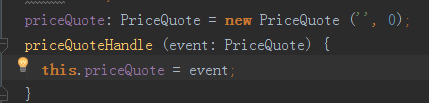 priceQuote: PriceQuote = new PriceQuote ('', 0);
priceQuoteHandle (event: PriceQuote) {
this.priceQuote = event;
}